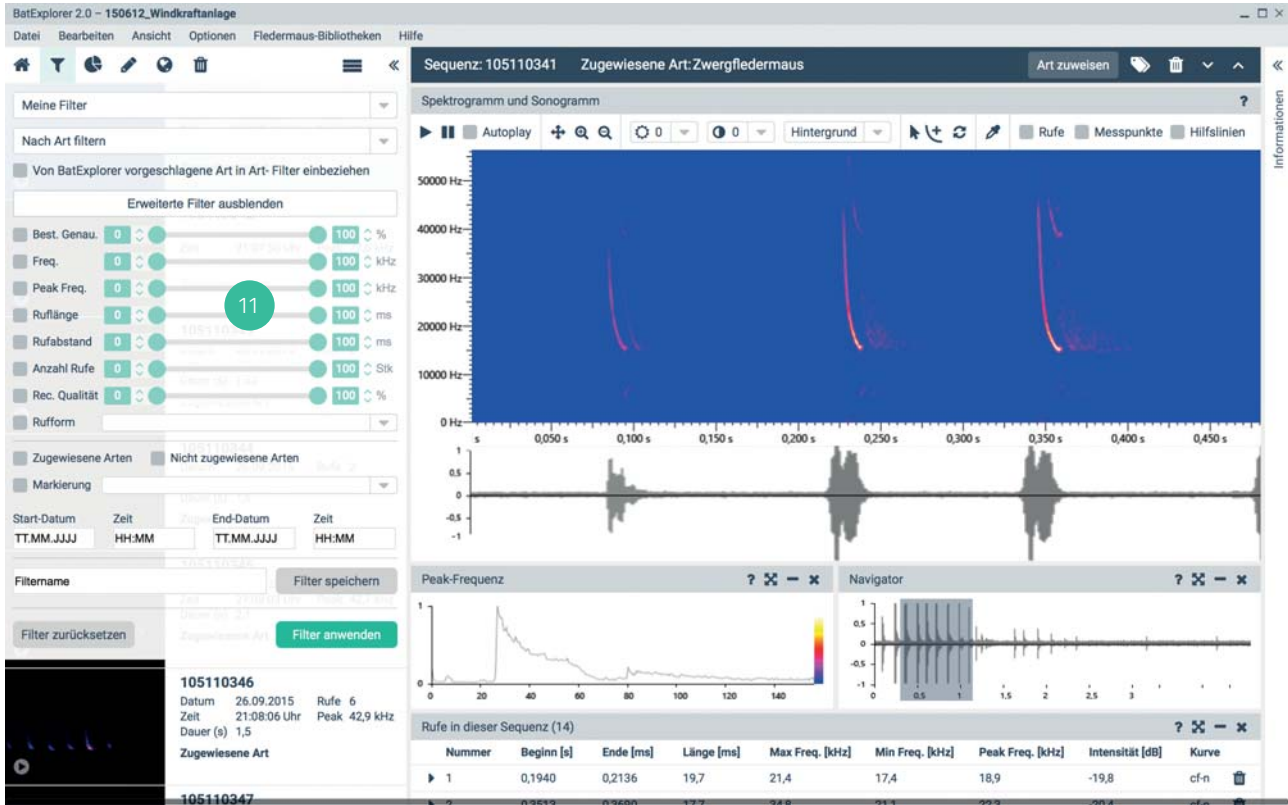 BatExplorer 2.0 – 150612_Windkraftanlage
Datei Bearbeiten Ansicht Optionen Fledermaus-Bibliotheken Hilfe
Meine Filter
Nach Art filtern
Von BatExplorer vorgeschlagene Art in Art- Filter einbeziehen
Erweiterte Filter ausblenden
Best. Genau. 0 100 %
Freq. 0 100 kHz
Peak Freq. 0 100 kHz
11
Ruflänge 0 100 ms
Rufabstand 0 100 ms
Anzahl Rufe 0 100 Stk
Rec. Qualität 0 100 %
Rufform
Zugewiesene Arten Nicht zugewiesene Arten
Markierung
Start-Datum Zeit End-Datum Zeit
TT.MM.JJJJ HH:MM TT.MM.JJJJ HH:MM
Filtername Filter speichern
Filter zurücksetzen Filter anwenden
105110346
Datum 26.09.2015 Rufe 6
Zeit 21:08:06 Uhr Peak 42,9 kHz
Dauer (s) 1,5
Zugewiesene Art
105110347
Sequenz: 105110341 Zugewiesene Art: Zwergfledermaus Art zuweisen
Spektrogramm und Sonogramm ?
Autoplay 0 0 Hintergrund Rufe Messpunkte Hilfslinien
50000 Hz
40000 Hz
30000 Hz
20000 Hz
10000 Hz
0 Hz
s 0,050 s 0,100 s 0,150 s 0,200 s 0,250 s 0,300 s 0,350 s 0,400 s 0,450 s
1
0,5
0
-0,5
-1
Peak-Frequenz ?
1
0
0 20 40 60 80 100 120 140
Navigator ?
1
0,5
0
-0,5
-1
0 0,5 1 1,5 2 2,5 3
Rufe in dieser Sequenz (14) ?
Nummer Beginn [s] Ende [ms] Länge [ms] Max Freq. [kHz] Min Freq. [kHz] Peak Freq. [kHz] Intensität [dB] Kurve
1 0,1940 0,2136 19,7 21,4 17,4 18,9 -19,8 cf-n
Informationen